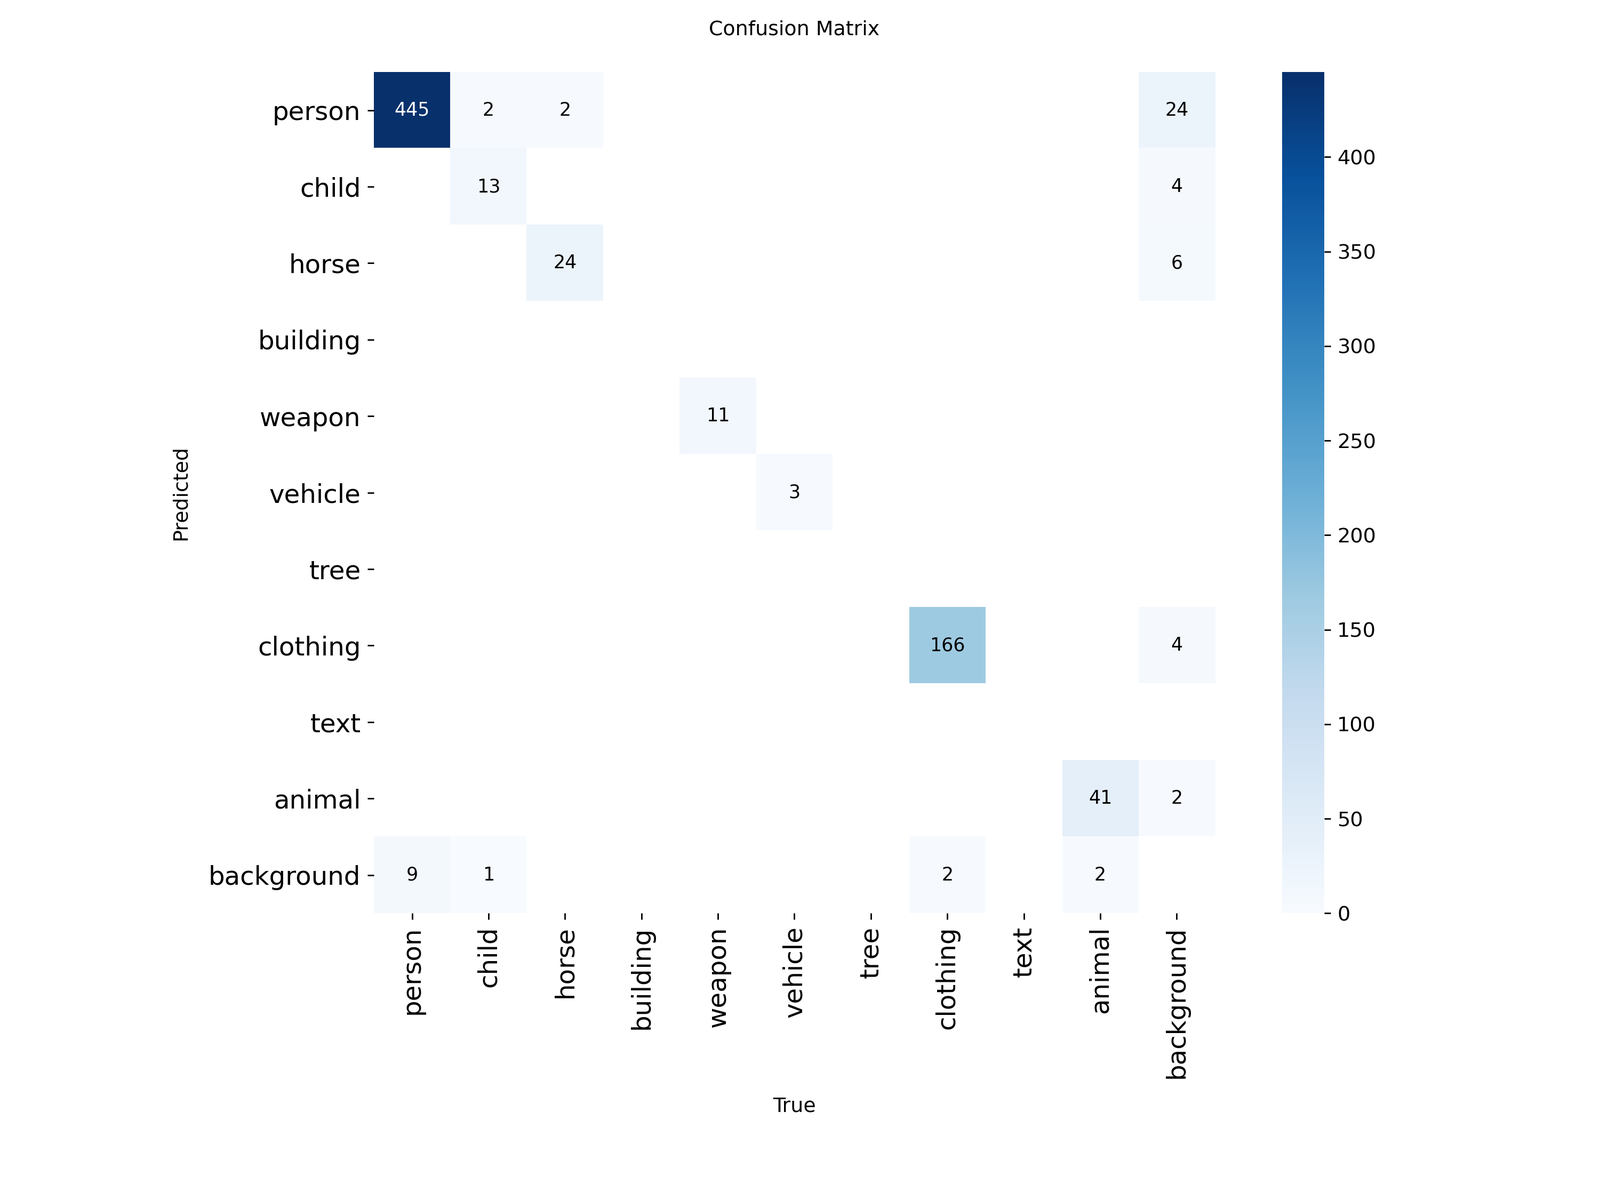 Confusion Matrix
person 445 2 2 24
child 13 4
horse 24 6
building
weapon 11
vehicle 3
tree
clothing 166 4
text
animal 41 2
background 9 1 2 2
person child horse building weapon vehicle tree clothing text animal background
True
Predicted
400
350
300
250
200
150
100
50
0